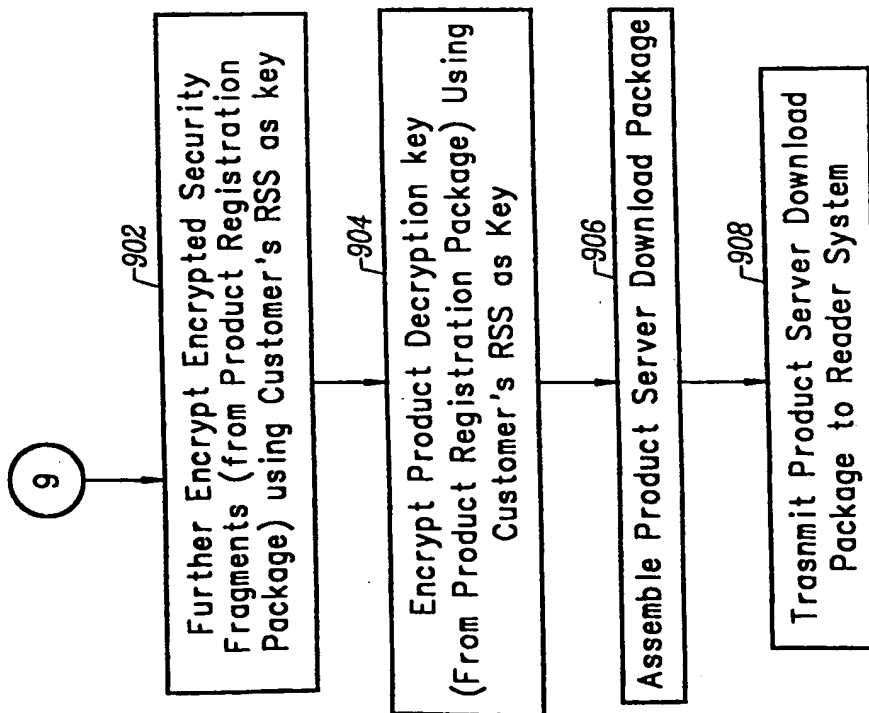 9
902
Further Encrypt Encrypted Security
Fragments (from Product Registration
Package) using Customer's RSS as key
904
Encrypt Product Decryption key
(From Product Registration Package) Using
Customer's RSS as Key
906
Assemble Product Server Download Package
908
Trasnmit Product Server Download
Package to Reader System